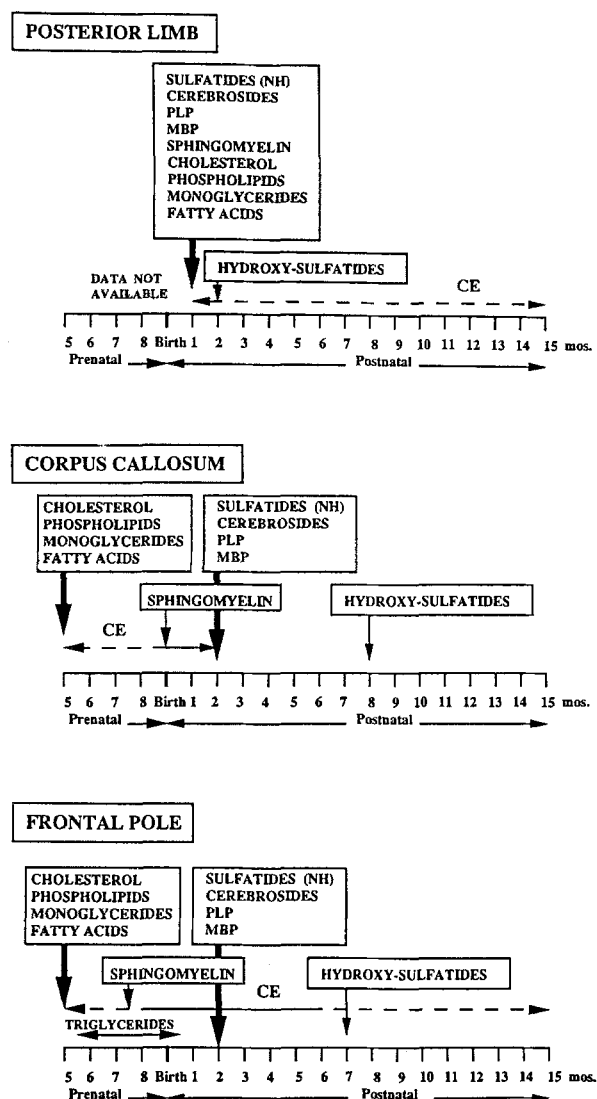 POSTERIOR LIMB
SULFATIDES (NH)
CEREBROSIDES
PLP
MBP
SPHINGOMYELIN
CHOLESTEROL
PHOSPHOLIPIDS
MONOGLYCERIDES
FATTY ACIDS
HYDROXY-SULFATIDES
DATA NOT
AVAILABLE
CE
5 6 7 8 Birth 1 2 3 4 5 6 7 8 9 10 11 12 13 14 15 mos.
Prenatal Postnatal
CORPUS CALLOSUM
CHOLESTEROL
PHOSPHOLIPIDS
MONOGLYCERIDES
FATTY ACIDS
SULFATIDES (NH)
CEREBROSIDES
PLP
MBP
SPHINGOMYELIN
HYDROXY-SULFATIDES
CE
5 6 7 8 Birth 1 2 3 4 5 6 7 8 9 10 11 12 13 14 15 mos.
Prenatal Postnatal
FRONTAL POLE
CHOLESTEROL
PHOSPHOLIPIDS
MONOGLYCERIDES
FATTY ACIDS
SULFATIDES (NH)
CEREBROSIDES
PLP
MBP
SPHINGOMYELIN
HYDROXY-SULFATIDES
CE
TRIGLYCERIDES
5 6 7 8 Birth 1 2 3 4 5 6 7 8 9 10 11 12 13 14 15 mos.
Prenatal Postnatal